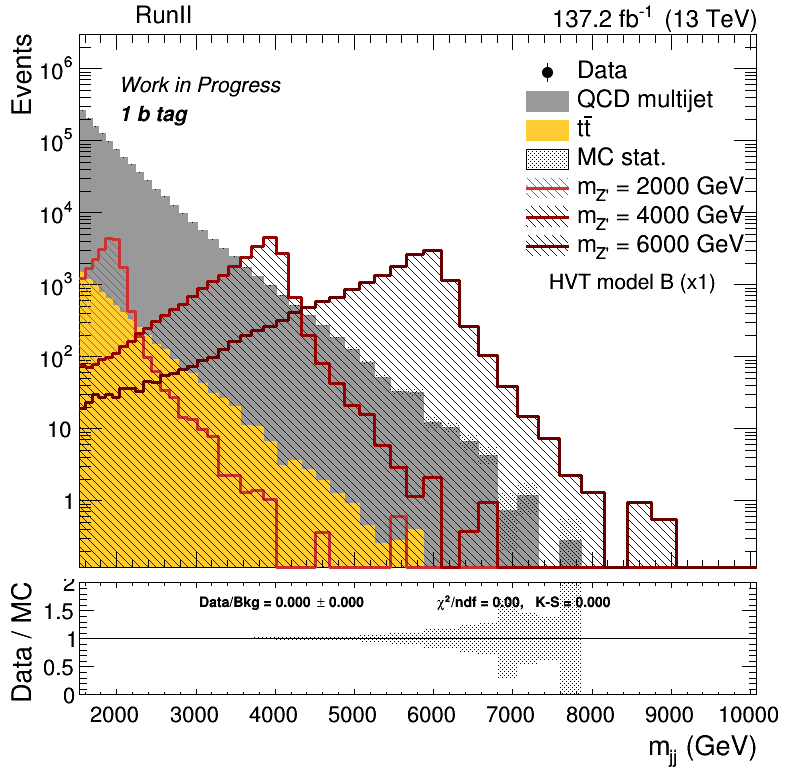 RunII 137.2 fb⁻¹ (13 TeV)
Events
10⁶
10⁵
10⁴
10³
10²
10
1
Work in Progress
1 b tag
Data
QCD multijet
tt̄
MC stat.
m_Z' = 2000 GeV
m_Z' = 4000 GeV
m_Z' = 6000 GeV
HVT model B (x1)
Data / MC
2
1.5
1
0.5
0
Data/Bkg = 0.000 ± 0.000 χ²/ndf = 0.00, K-S = 0.000
2000 3000 4000 5000 6000 7000 8000 9000 10000
m_jj (GeV)